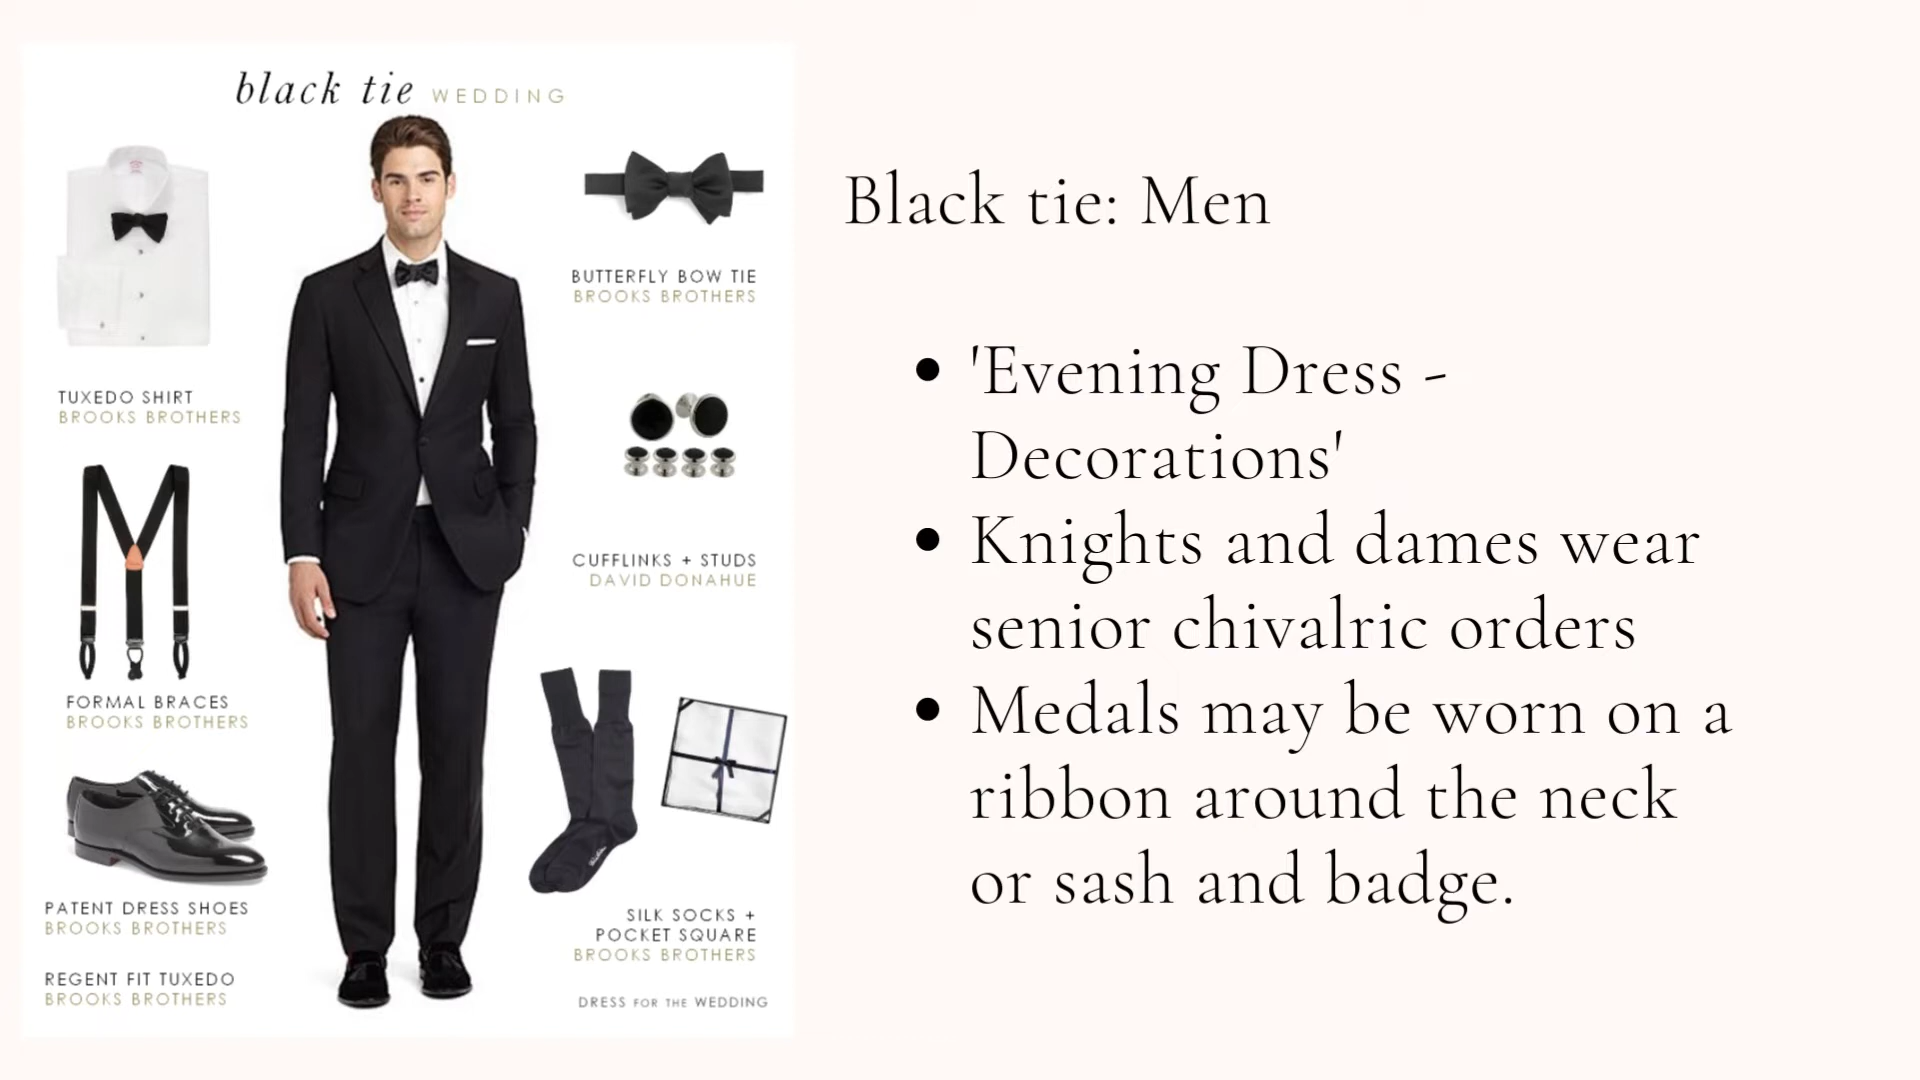 black tie WEDDING
TUXEDO SHIRT
BROOKS BROTHERS
FORMAL BRACES
BROOKS BROTHERS
PATENT DRESS SHOES
BROOKS BROTHERS
REGENT FIT TUXEDO
BROOKS BROTHERS
BUTTERFLY BOW TIE
BROOKS BROTHERS
CUFFLINKS + STUDS
DAVID DONAHUE
SILK SOCKS +
POCKET SQUARE
BROOKS BROTHERS
DRESS FOR THE WEDDING
Black tie: Men
• 'Evening Dress -
Decorations'
• Knights and dames wear
senior chivalric orders
• Medals may be worn on a
ribbon around the neck
or sash and badge.